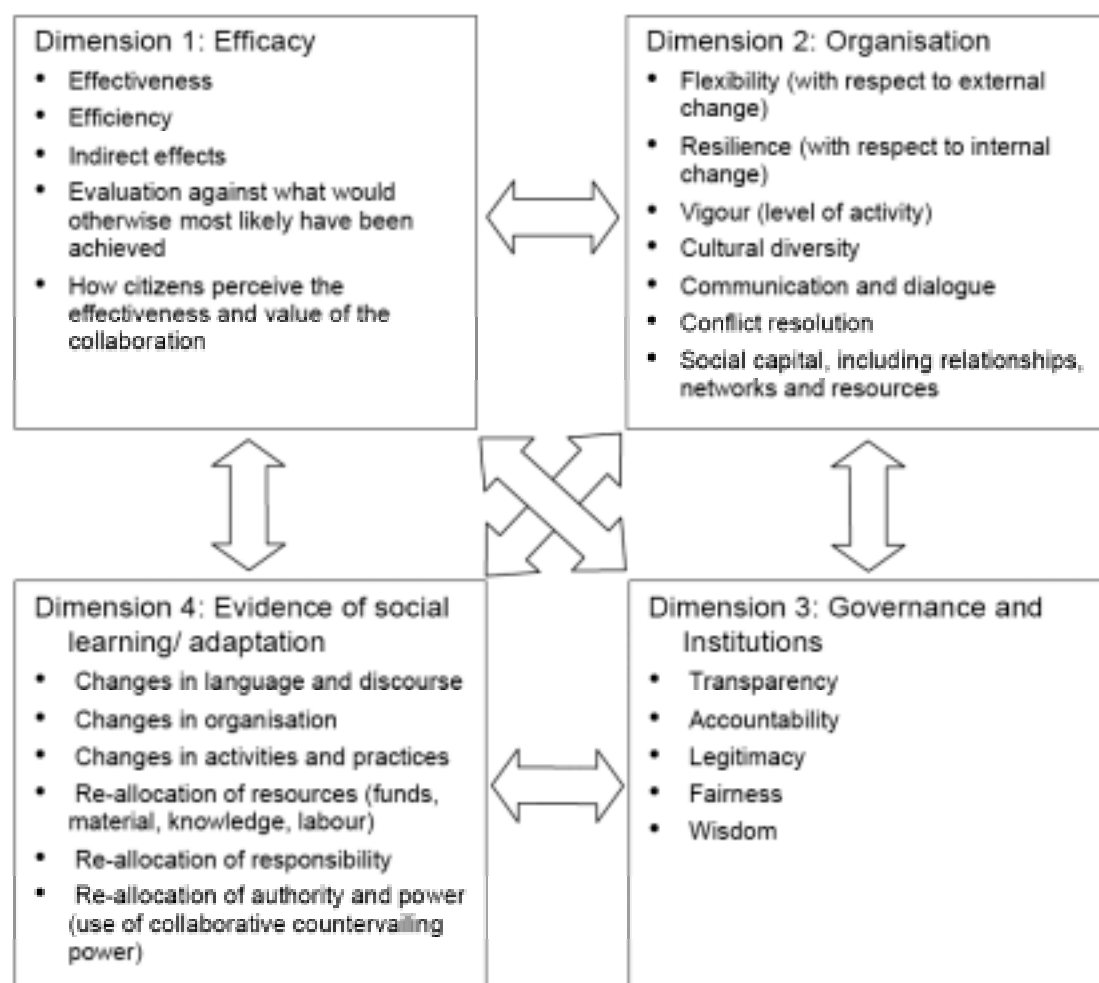 Dimension 1: Efficacy
• Effectiveness
• Efficiency
• Indirect effects
• Evaluation against what would
otherwise most likely have been
achieved
• How citizens perceive the
effectiveness and value of the
collaboration
Dimension 2: Organisation
• Flexibility (with respect to external
change)
• Resilience (with respect to internal
change)
• Vigour (level of activity)
• Cultural diversity
• Communication and dialogue
• Conflict resolution
• Social capital, including relationships,
networks and resources
Dimension 4: Evidence of social
learning/ adaptation
• Changes in language and discourse
• Changes in organisation
• Changes in activities and practices
• Re-allocation of resources (funds,
material, knowledge, labour)
• Re-allocation of responsibility
• Re-allocation of authority and power
(use of collaborative countervailing
power)
Dimension 3: Governance and
Institutions
• Transparency
• Accountability
• Legitimacy
• Fairness
• Wisdom